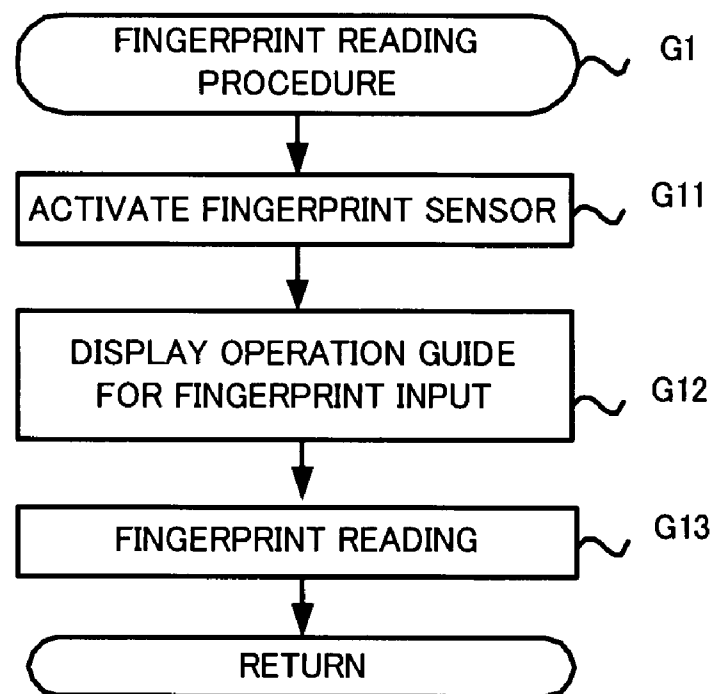 FINGERPRINT READING
PROCEDURE
G1
ACTIVATE FINGERPRINT SENSOR
G11
DISPLAY OPERATION GUIDE
FOR FINGERPRINT INPUT
G12
FINGERPRINT READING
G13
RETURN